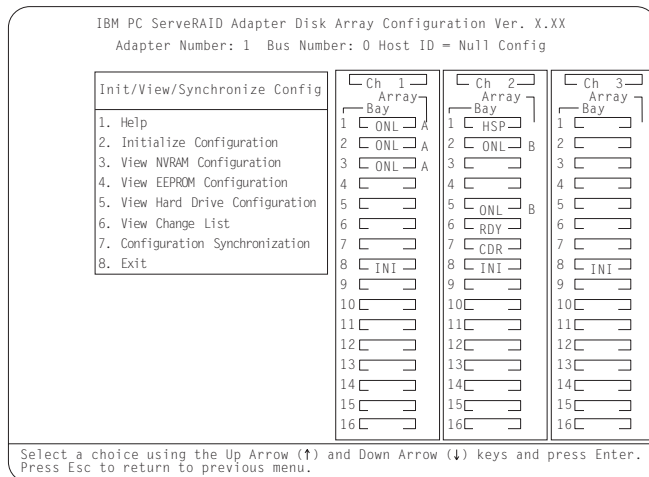 IBM PC ServeRAID Adapter Disk Array Configuration Ver. X.XX
Adapter Number: 1 Bus Number: 0 Host ID = Null Config
Init/View/Synchronize Config
1. Help
2. Initialize Configuration
3. View NVRAM Configuration
4. View EEPROM Configuration
5. View Hard Drive Configuration
6. View Change List
7. Configuration Synchronization
8. Exit
Ch 1
Array
Bay
1 ONL A
2 ONL A
3 ONL A
4
5
6
7
8 INI
9
10
11
12
13
14
15
16
Ch 2
Array
Bay
1 HSP
2 ONL B
3
4
5 ONL B
6 RDY
7 CDR
8 INI
9
10
11
12
13
14
15
16
Ch 3
Array
Bay
1
2
3
4
5
6
7
8 INI
9
10
11
12
13
14
15
16
Select a choice using the Up Arrow (↑) and Down Arrow (↓) keys and press Enter.
Press Esc to return to previous menu.